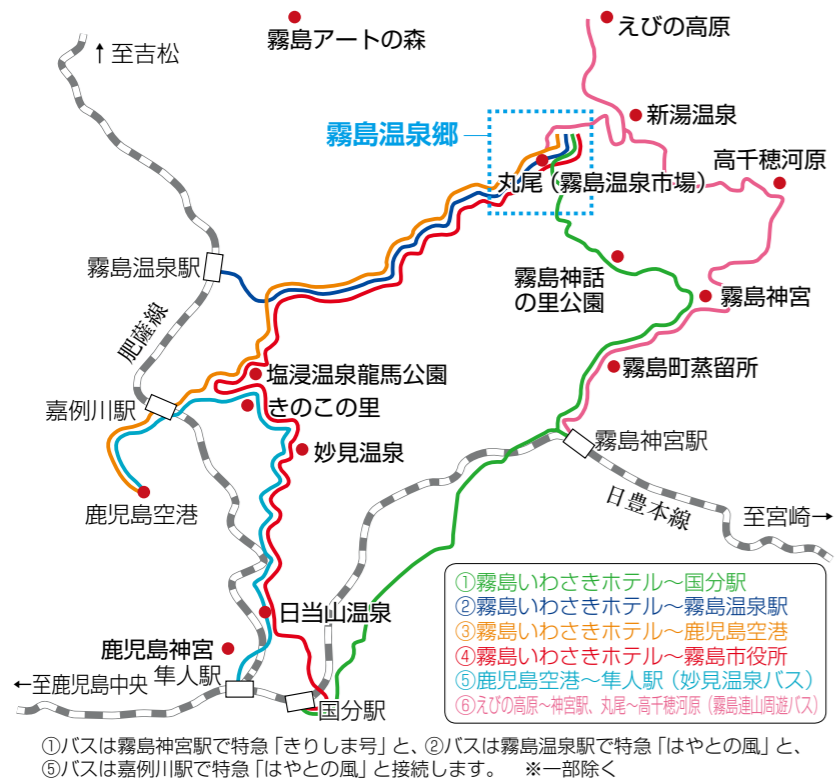 霧島アートの森
えびの高原
↑至吉松
新湯温泉
霧島温泉郷
高千穂河原
丸尾（霧島温泉市場）
霧島温泉駅
霧島神話
の里公園
霧島神宮
肥薩線
塩浸温泉龍馬公園
霧島町蒸留所
きのこの里
嘉例川駅
妙見温泉
霧島神宮駅
鹿児島空港
日豊本線
至宮崎→
日当山温泉
鹿児島神宮
隼人駅
←至鹿児島中央
国分駅
①霧島いわさきホテル～国分駅
②霧島いわさきホテル～霧島温泉駅
③霧島いわさきホテル～鹿児島空港
④霧島いわさきホテル～霧島市役所
⑤鹿児島空港～隼人駅（妙見温泉バス）
⑥えびの高原～神宮駅、丸尾～高千穂河原（霧島連山周遊バス）
①バスは霧島神宮駅で特急「きりしま号」と、②バスは霧島温泉駅で特急「はやとの風」と、
⑤バスは嘉例川駅で特急「はやとの風」と接続します。　※一部除く